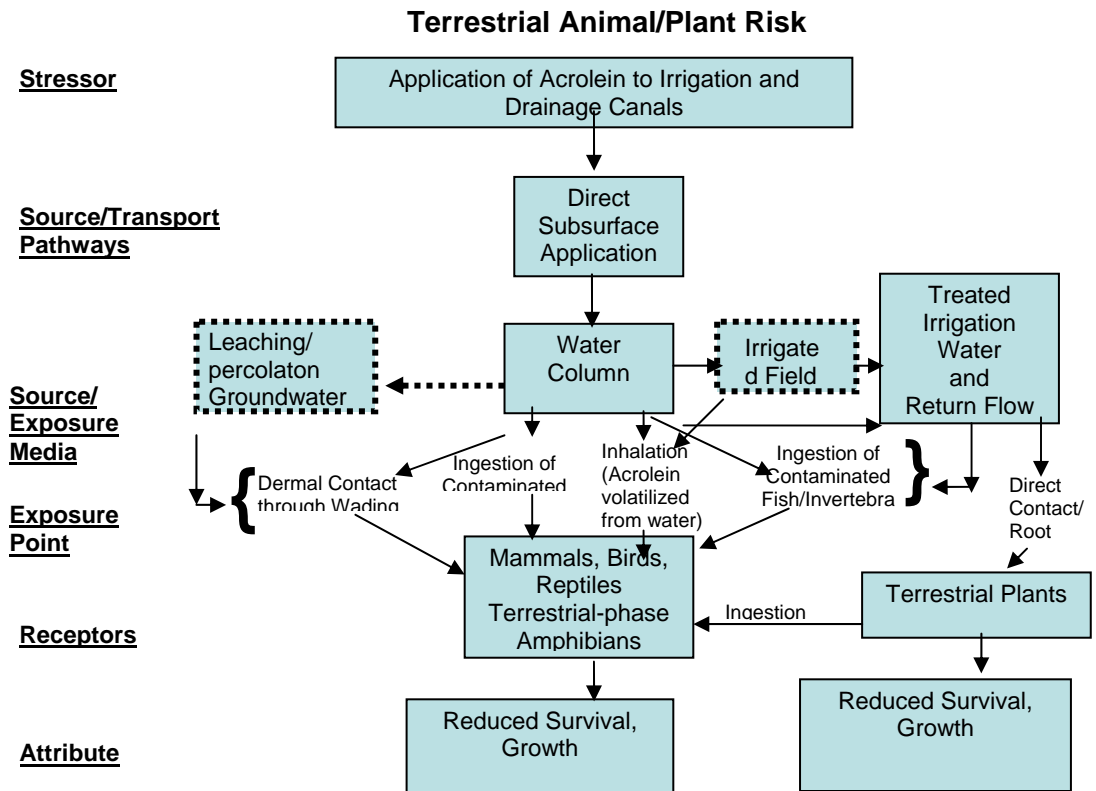 Terrestrial Animal/Plant Risk
Stressor
Application of Acrolein to Irrigation and
Drainage Canals
Source/Transport
Pathways
Direct
Subsurface
Application
Treated
Irrigation
Water
and
Return Flow
Leaching/
percolaton
Groundwater
Water
Column
Irrigate
d Field
Source/
Exposure
Media
Dermal Contact
through Wading
Ingestion of
Contaminated
Inhalation
(Acrolein
volatilized
from water)
Ingestion of
Contaminated
Fish/Invertebra
Direct
Contact/
Root
Exposure
Point
Mammals, Birds,
Reptiles
Terrestrial-phase
Amphibians
Ingestion
Terrestrial Plants
Receptors
Reduced Survival,
Growth
Reduced Survival,
Growth
Attribute